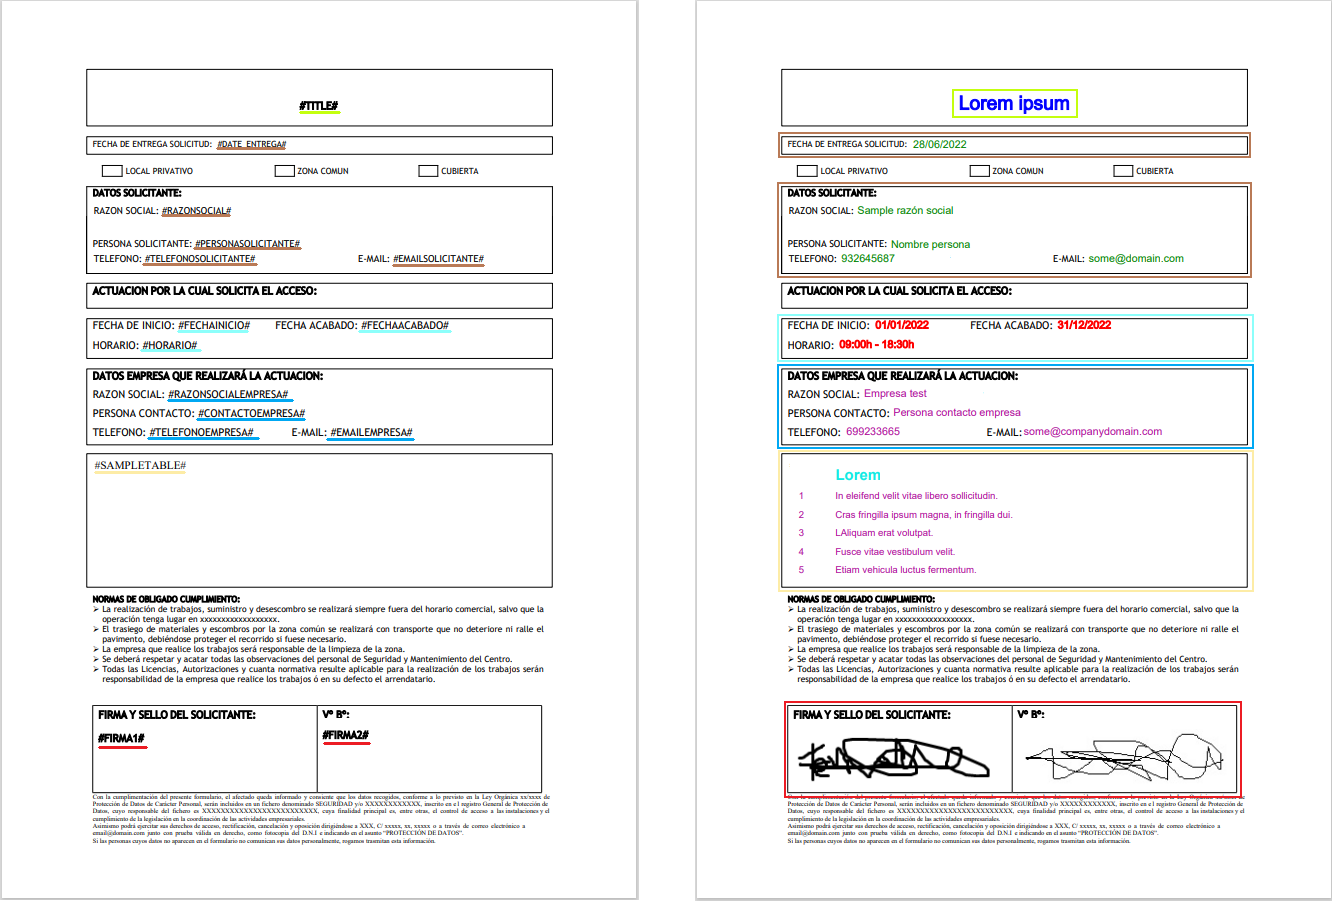 #TITLE#
FECHA DE ENTREGA SOLICITUD: #DATE_ENTREGA#
LOCAL PRIVATIVO ZONA COMUN CUBIERTA
DATOS SOLICITANTE:
RAZON SOCIAL: #RAZONSOCIAL#
PERSONA SOLICITANTE: #PERSONASOLICITANTE#
TELEFONO: #TELEFONOSOLICITANTE# E-MAIL: #EMAILSOLICITANTE#
ACTUACION POR LA CUAL SOLICITA EL ACCESO:
FECHA DE INICIO: #FECHAINICIO# FECHA ACABADO: #FECHAACABADO#
HORARIO: #HORARIO#
DATOS EMPRESA QUE REALIZARÁ LA ACTUACION:
RAZON SOCIAL: #RAZONSOCIALEMPRESA#
PERSONA CONTACTO: #CONTACTOEMPRESA#
TELEFONO: #TELEFONOEMPRESA# E-MAIL: #EMAILEMPRESA#
#SAMPLETABLE#
NORMAS DE OBLIGADO CUMPLIMIENTO:
➢ La realización de trabajos, suministro y desescombro se realizará siempre fuera del horario comercial, salvo que la
operación tenga lugar en xxxxxxxxxxxxxxxxxx.
➢ El trasiego de materiales y escombros por la zona común se realizará con transporte que no deteriore ni ralle el
pavimento, debiéndose proteger el recorrido si fuese necesario.
➢ La empresa que realice los trabajos será responsable de la limpieza de la zona.
➢ Se deberá respetar y acatar todas las observaciones del personal de Seguridad y Mantenimiento del Centro.
➢ Todas las Licencias, Autorizaciones y cuanta normativa resulte aplicable para la realización de los trabajos serán
responsabilidad de la empresa que realice los trabajos ó en su defecto el arrendatario.
FIRMA Y SELLO DEL SOLICITANTE: Vº Bº:
#FIRMA1# #FIRMA2#
Con la cumplimentación del presente formulario, el afectado queda informado y consiente que los datos recogidos, conforme a lo previsto en la Ley Orgánica xx/xxxx de
Protección de Datos de Carácter Personal, serán incluidos en un fichero denominado SEGURIDAD y/o XXXXXXXXXXXX, inscrito en el registro General de Protección de
Datos, cuyo responsable del fichero es XXXXXXXXXXXXXXXXXXXXXXXXXX, cuya finalidad principal es, entre otras, el control de acceso a las instalaciones y el
cumplimiento de la legislación en la coordinación de las actividades empresariales.
Asimismo podrá ejercitar sus derechos de acceso, rectificación, cancelación y oposición dirigiéndose a XXX, C/ xxxxx, xx, xxxxx o a través de correo electrónico a
email@domain.com junto con prueba válida en derecho, como fotocopia del D.N.I e indicando en el asunto "PROTECCIÓN DE DATOS".
Si las personas cuyos datos no aparecen en el formulario no comunican sus datos personalmente, rogamos trasmitan esta información.
Lorem ipsum
FECHA DE ENTREGA SOLICITUD: 28/06/2022
LOCAL PRIVATIVO ZONA COMUN CUBIERTA
DATOS SOLICITANTE:
RAZON SOCIAL: Sample razón social
PERSONA SOLICITANTE: Nombre persona
TELEFONO: 932645687 E-MAIL: some@domain.com
ACTUACION POR LA CUAL SOLICITA EL ACCESO:
FECHA DE INICIO: 01/01/2022 FECHA ACABADO: 31/12/2022
HORARIO: 09:00h - 18:30h
DATOS EMPRESA QUE REALIZARÁ LA ACTUACION:
RAZON SOCIAL: Empresa test
PERSONA CONTACTO: Persona contacto empresa
TELEFONO: 699233665 E-MAIL: some@companydomain.com
Lorem
1 In eleifend velit vitae libero sollicitudin.
2 Cras fringilla ipsum magna, in fringilla dui.
3 LAliquam erat volutpat.
4 Fusce vitae vestibulum velit.
5 Etiam vehicula luctus fermentum.
NORMAS DE OBLIGADO CUMPLIMIENTO:
➢ La realización de trabajos, suministro y desescombro se realizará siempre fuera del horario comercial, salvo que la
operación tenga lugar en xxxxxxxxxxxxxxxxxx.
➢ El trasiego de materiales y escombros por la zona común se realizará con transporte que no deteriore ni ralle el
pavimento, debiéndose proteger el recorrido si fuese necesario.
➢ La empresa que realice los trabajos será responsable de la limpieza de la zona.
➢ Se deberá respetar y acatar todas las observaciones del personal de Seguridad y Mantenimiento del Centro.
➢ Todas las Licencias, Autorizaciones y cuanta normativa resulte aplicable para la realización de los trabajos serán
responsabilidad de la empresa que realice los trabajos ó en su defecto el arrendatario.
FIRMA Y SELLO DEL SOLICITANTE: Vº Bº:
Protección de Datos de Carácter Personal, serán incluidos en un fichero denominado SEGURIDAD y/o XXXXXXXXXXXX, inscrito en el registro General de Protección de
Datos, cuyo responsable del fichero es XXXXXXXXXXXXXXXXXXXXXXXXXX, cuya finalidad principal es, entre otras, el control de acceso a las instalaciones y el
cumplimiento de la legislación en la coordinación de las actividades empresariales.
Asimismo podrá ejercitar sus derechos de acceso, rectificación, cancelación y oposición dirigiéndose a XXX, C/ xxxxx, xx, xxxxx o a través de correo electrónico a
email@domain.com junto con prueba válida en derecho, como fotocopia del D.N.I e indicando en el asunto "PROTECCIÓN DE DATOS".
Si las personas cuyos datos no aparecen en el formulario no comunican sus datos personalmente, rogamos trasmitan esta información.